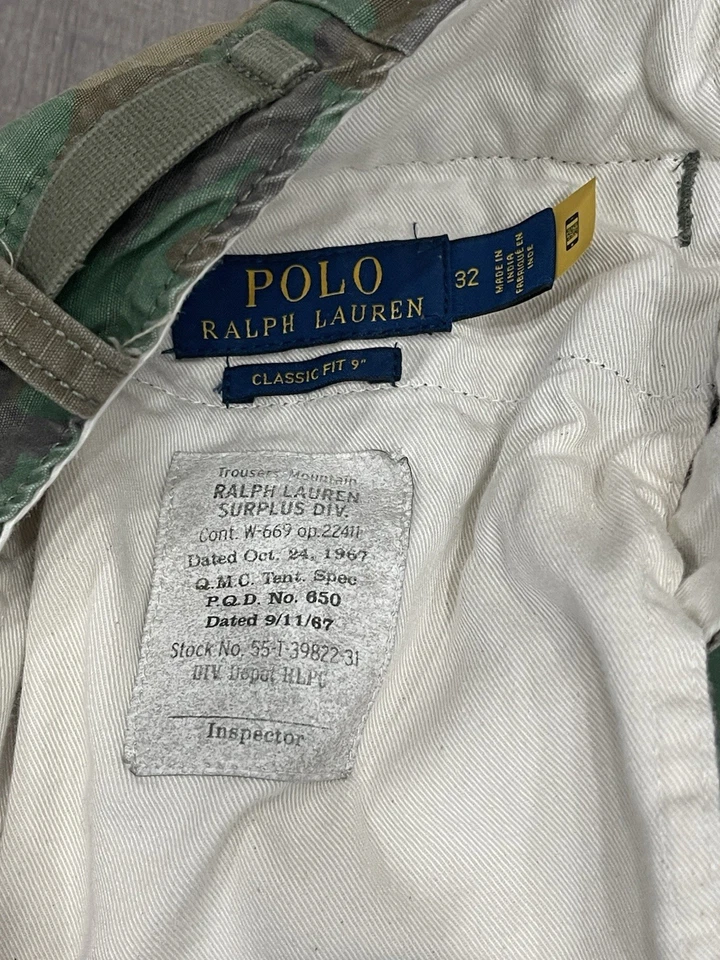 POLO
RALPH LAUREN
32
MADE IN
INDIA
FABRIQUÉ EN
INDE
CLASSIC FIT 9"
Trousers Mountain
RALPH LAUREN
SURPLUS DIV.
Cont. W-669 op.22411
Dated Oct. 24, 1967
Q.M.C. Tent. Spec
P.Q.D. No. 650
Dated 9/11/67
Stock No. 55-T-39822-31
DIV. Depot RLPC
Inspector